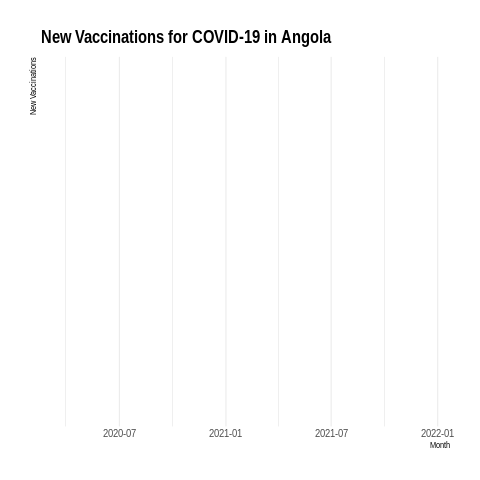 New Vaccinations for COVID-19 in Angola
New Vaccinations
2020-07 2021-01 2021-07 2022-01
Month